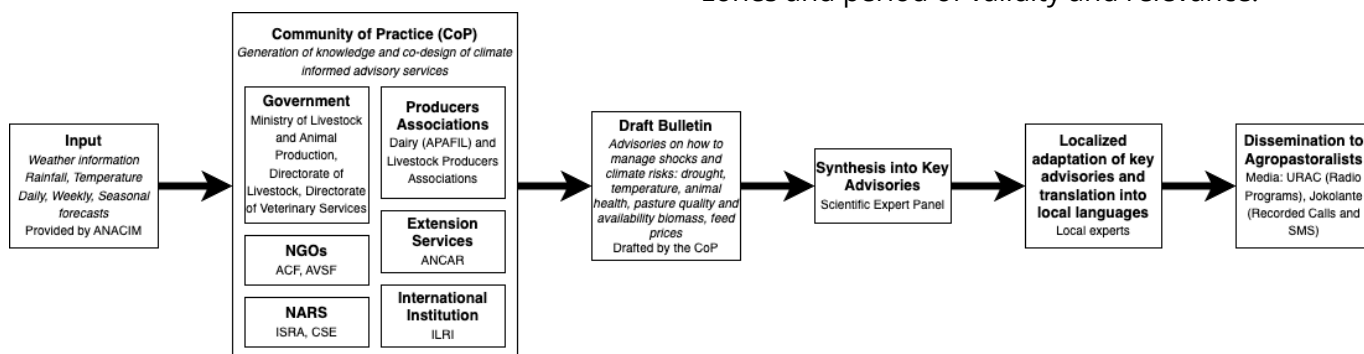 zones and period of validity and relevance.
Community of Practice (CoP)
Generation of knowledge and co-design of climate
informed advisory services
Input
Weather information
Rainfall, Temperature
Daily, Weekly, Seasonal
forecasts
Provided by ANACIM
Government
Ministry of Livestock
and Animal
Production,
Directorate of
Livestock, Directorate
of Veterinary Services
NGOs
ACF, AVSF
NARS
ISRA, CSE
Producers
Associations
Dairy (APAFIL) and
Livestock Producers
Associations
Extension
Services
ANCAR
International
Institution
ILRI
Draft Bulletin
Advisories on how to
manage shocks and
climate risks: drought,
temperature, animal
health, pasture quality and
availability biomass, feed
prices
Drafted by the CoP
Synthesis into Key
Advisories
Scientific Expert Panel
Localized
adaptation of key
advisories and
translation into
local languages
Local experts
Dissemination to
Agropastoralists
Media: URAC (Radio
Programs), Jokolante
(Recorded Calls and
SMS)